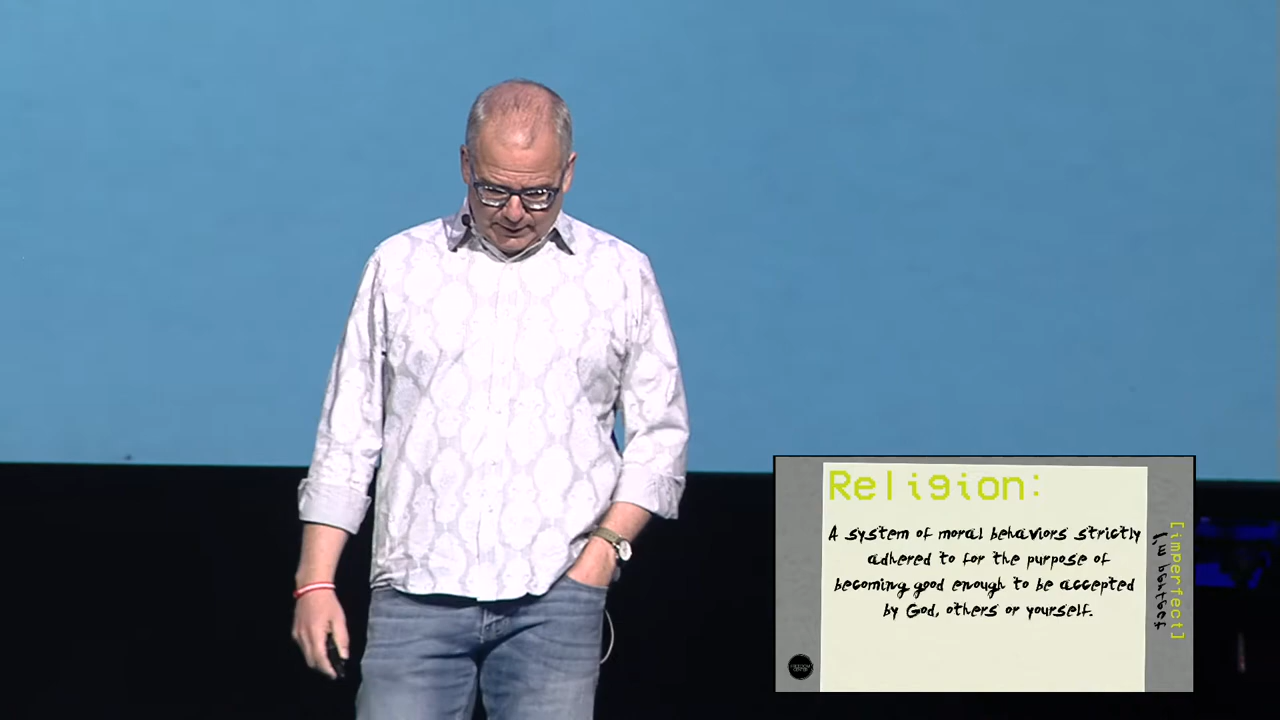 Religion:
A system of moral behaviors strictly
adhered to for the purpose of
becoming good enough to be accepted
by God, others or yourself.
[imperfect]
I'm perfect